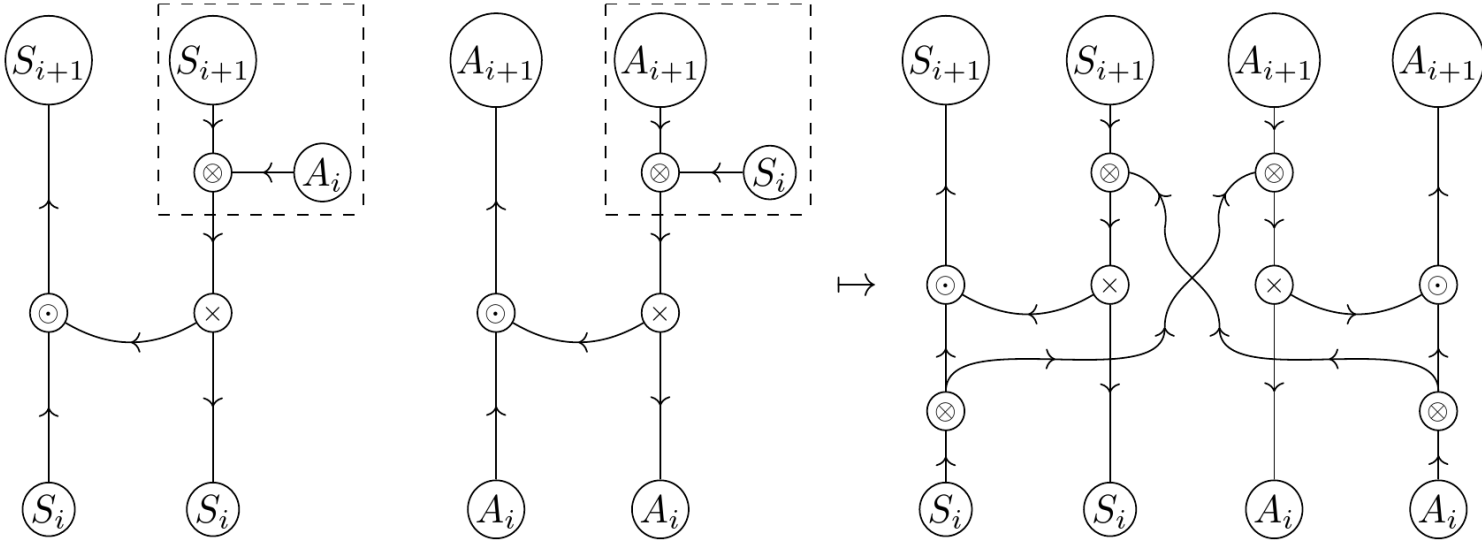 S_{i+1} S_{i+1} A_{i+1} A_{i+1} S_{i+1} S_{i+1} A_{i+1} A_{i+1}
⊗ A_i ⊗ S_i ⊗ ⊗
⊙ × ⊙ × ↦ ⊙ × × ⊙
⊗ ⊗
S_i S_i A_i A_i S_i S_i A_i A_i